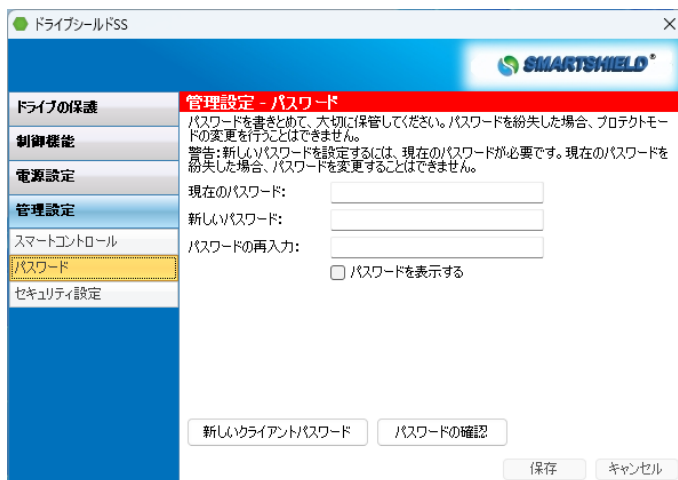 ドライブシールドSS
SMARTSHIELD®
ドライブの保護
制御機能
電源設定
管理設定
スマートコントロール
パスワード
セキュリティ設定
管理設定 - パスワード
パスワードを書きとめて、大切に保管してください。パスワードを紛失した場合、プロテクトモー
ドの変更を行うことはできません。
警告:新しいパスワードを設定するには、現在のパスワードが必要です。現在のパスワードを
紛失した場合、パスワードを変更することはできません。
現在のパスワード:
新しいパスワード:
パスワードの再入力:
パスワードを表示する
新しいクライアントパスワード
パスワードの確認
保存
キャンセル